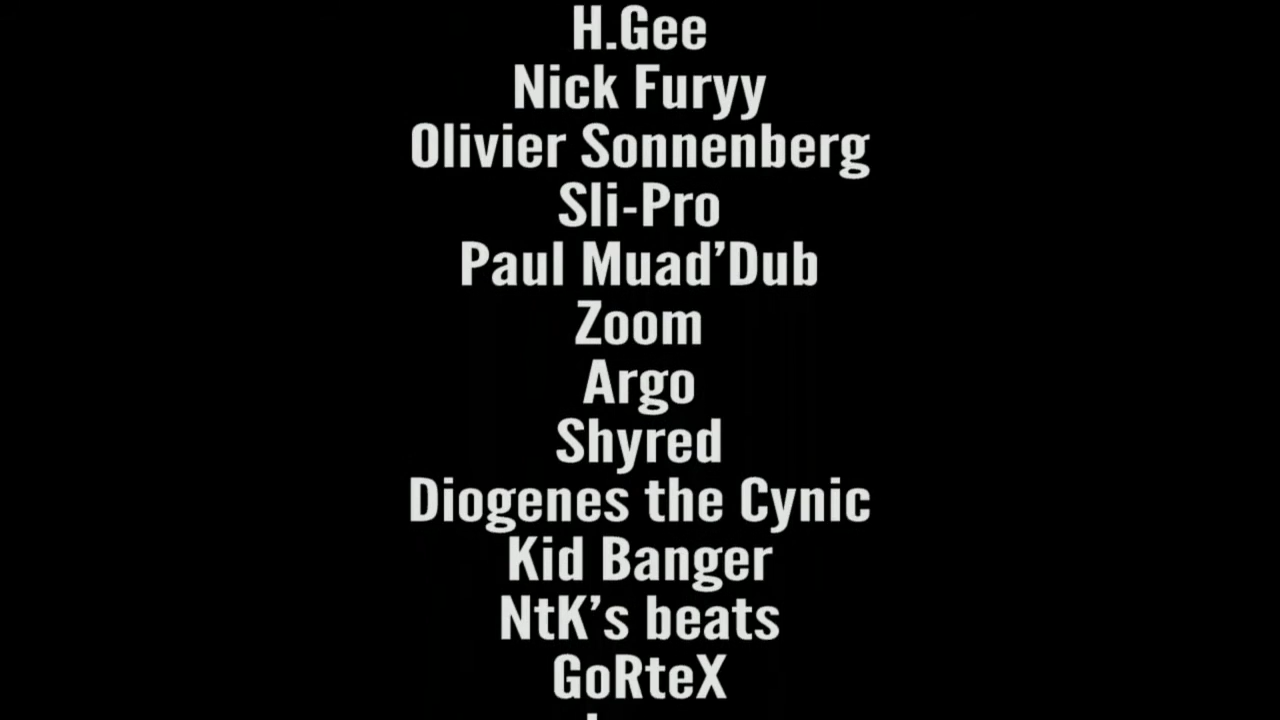 H.Gee
Nick Furyy
Olivier Sonnenberg
Sli-Pro
Paul Muad’Dub
Zoom
Argo
Shyred
Diogenes the Cynic
Kid Banger
NtK’s beats
GoRteX